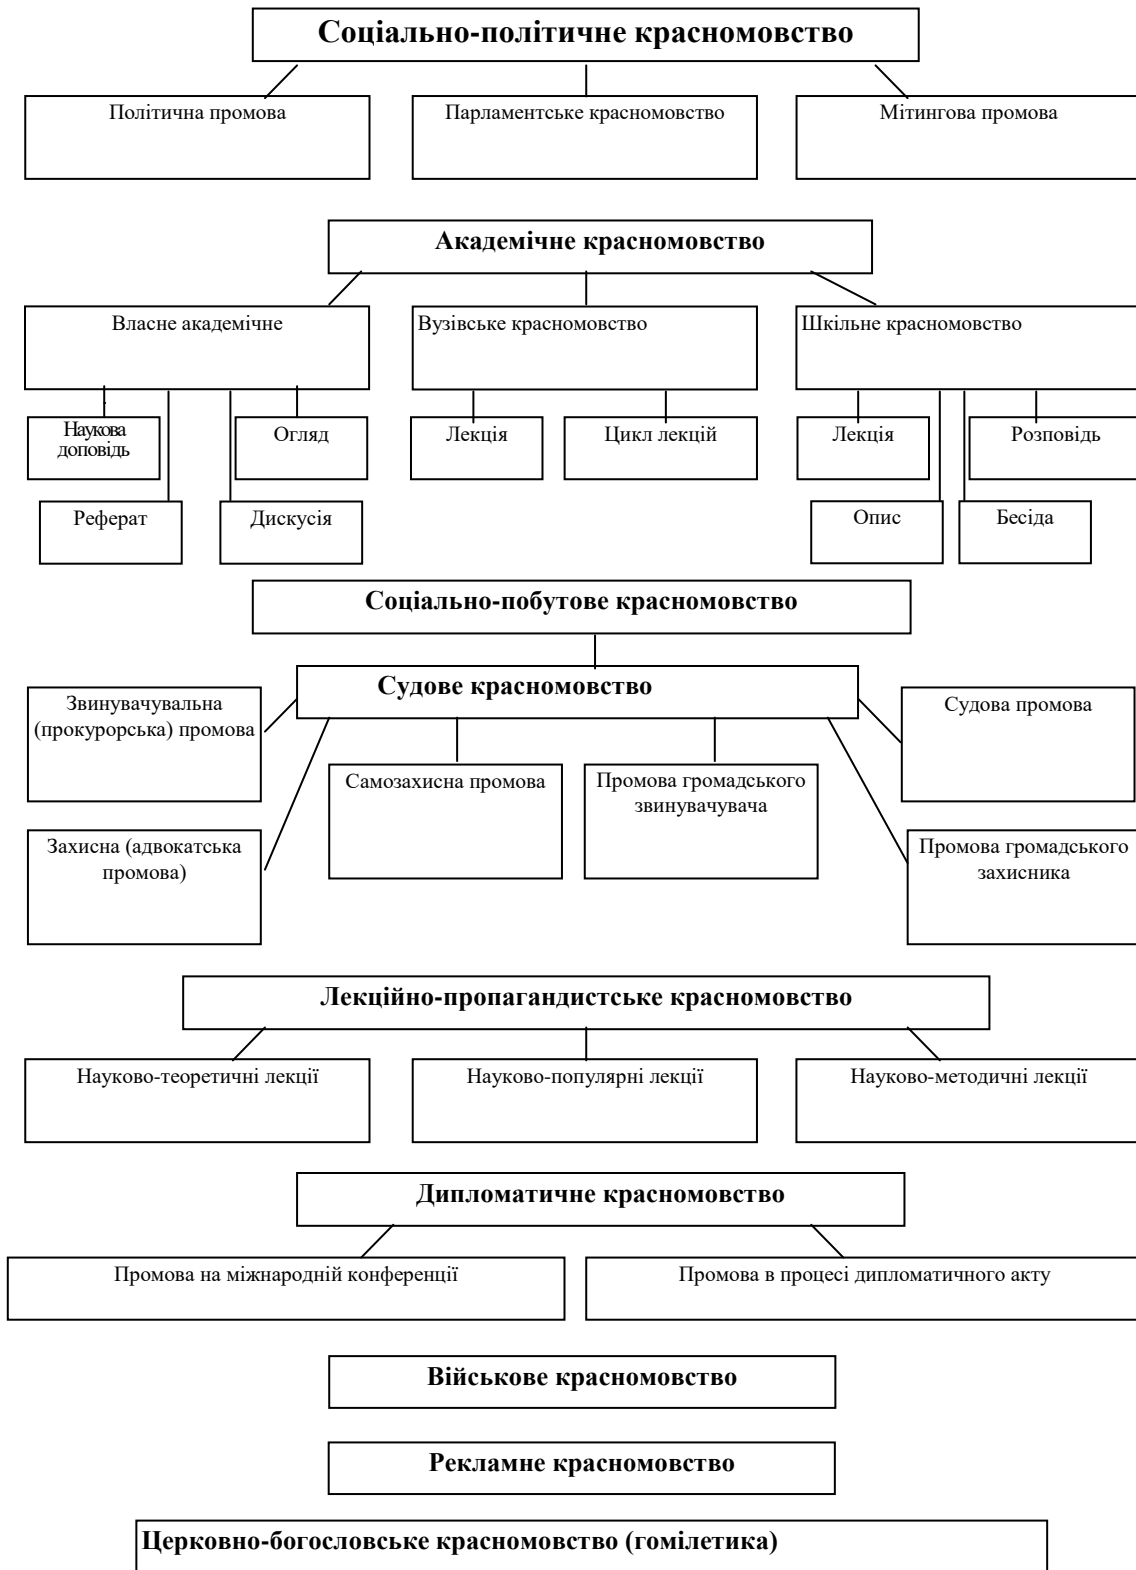 Соціально-політичне красномовство
Політична промова
Парламентське красномовство
Мітингова промова
Академічне красномовство
Власне академічне
Вузівське красномовство
Шкільне красномовство
Наукова
доповідь
Огляд
Лекція
Цикл лекцій
Лекція
Розповідь
Реферат
Дискусія
Опис
Бесіда
Соціально-побутове красномовство
Судове красномовство
Звинувачувальна
(прокурорська) промова
Судова промова
Самозахисна промова
Промова громадського
звинувачувача
Захисна (адвокатська
промова)
Промова громадського
захисника
Лекційно-пропагандистське красномовство
Науково-теоретичні лекції
Науково-популярні лекції
Науково-методичні лекції
Дипломатичне красномовство
Промова на міжнародній конференції
Промова в процесі дипломатичного акту
Військове красномовство
Рекламне красномовство
Церковно-богословське красномовство (гомілетика)